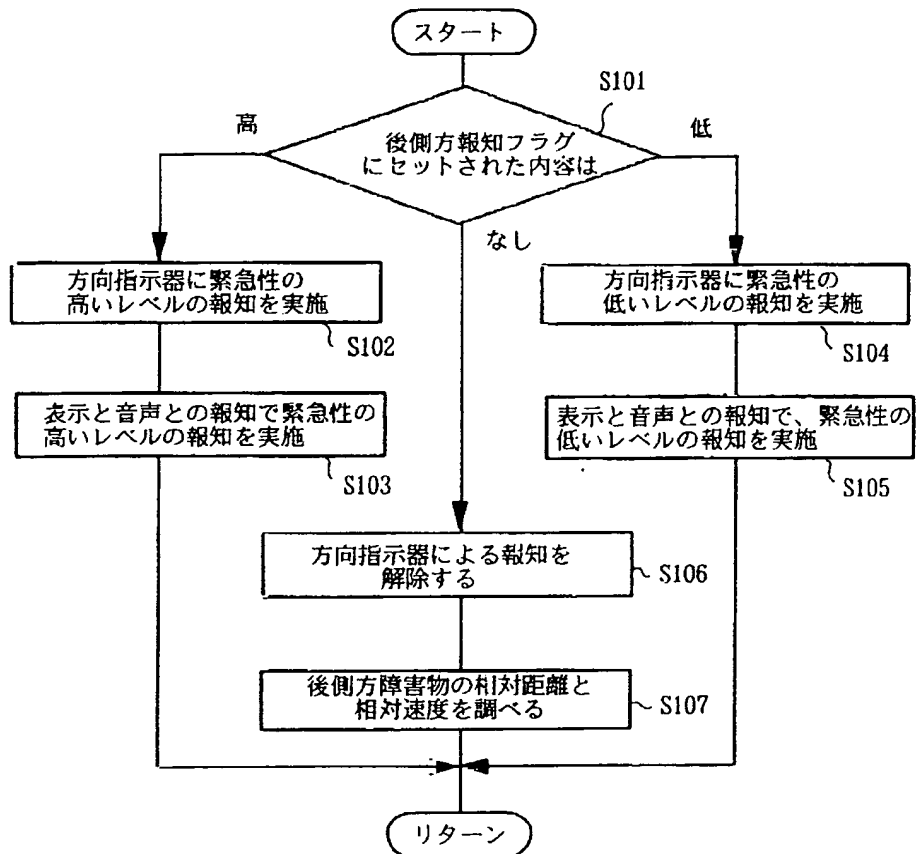 スタート
S101
高
低
後側方報知フラグ
にセットされた内容は
なし
方向指示器に緊急性の
高いレベルの報知を実施
S102
方向指示器に緊急性の
低いレベルの報知を実施
S104
表示と音声との報知で緊急性の
高いレベルの報知を実施
S103
表示と音声との報知で、緊急性の
低いレベルの報知を実施
S105
方向指示器による報知を
解除する
S106
後側方障害物の相対距離と
相対速度を調べる
S107
リターン